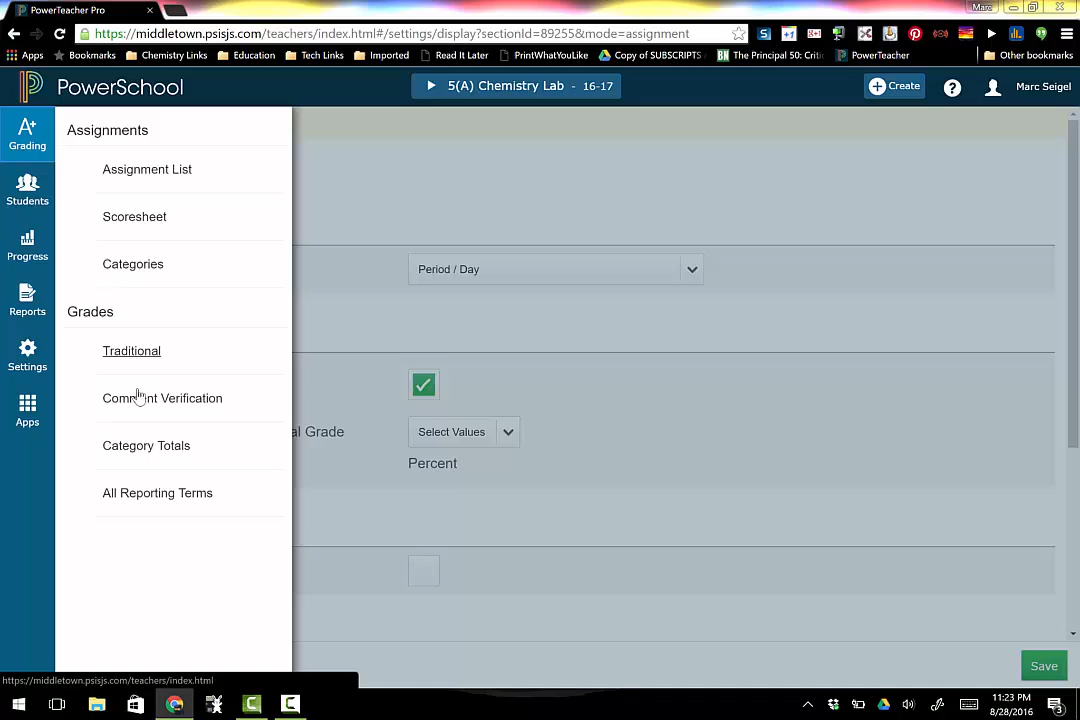 PowerTeacher Pro
Marc
https://middletown.psisjs.com/teachers/index.html#/settings/display?sectionId=89255&mode=assignment
Apps Bookmarks Chemistry Links Education Tech Links Imported Read It Later PrintWhatYouLike Copy of SUBSCRIPTS The Principal 50: Criti PowerTeacher Other bookmarks
PowerSchool
5(A) Chemistry Lab - 16-17
Create
?
Marc Seigel
A+
Grading
Students
Progress
Reports
Settings
Apps
Assignments
Assignment List
Scoresheet
Categories
Grades
Traditional
Comment Verification
Category Totals
All Reporting Terms
Period / Day
al Grade
Select Values
Percent
Save
https://middletown.psisjs.com/teachers/index.html
11:23 PM
8/28/2016
3